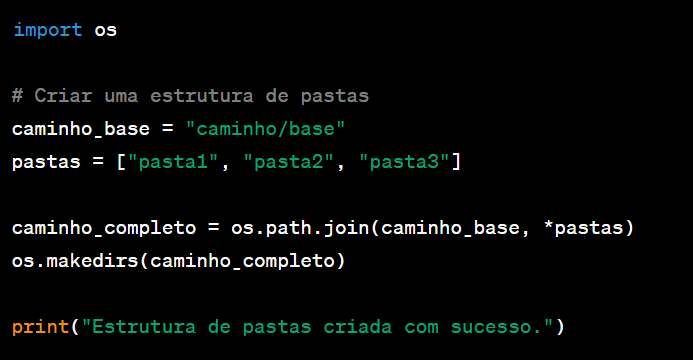 import os
# Criar uma estrutura de pastas
caminho_base = "caminho/base"
pastas = ["pasta1", "pasta2", "pasta3"]
caminho_completo = os.path.join(caminho_base, *pastas)
os.makedirs(caminho_completo)
print("Estrutura de pastas criada com sucesso.")